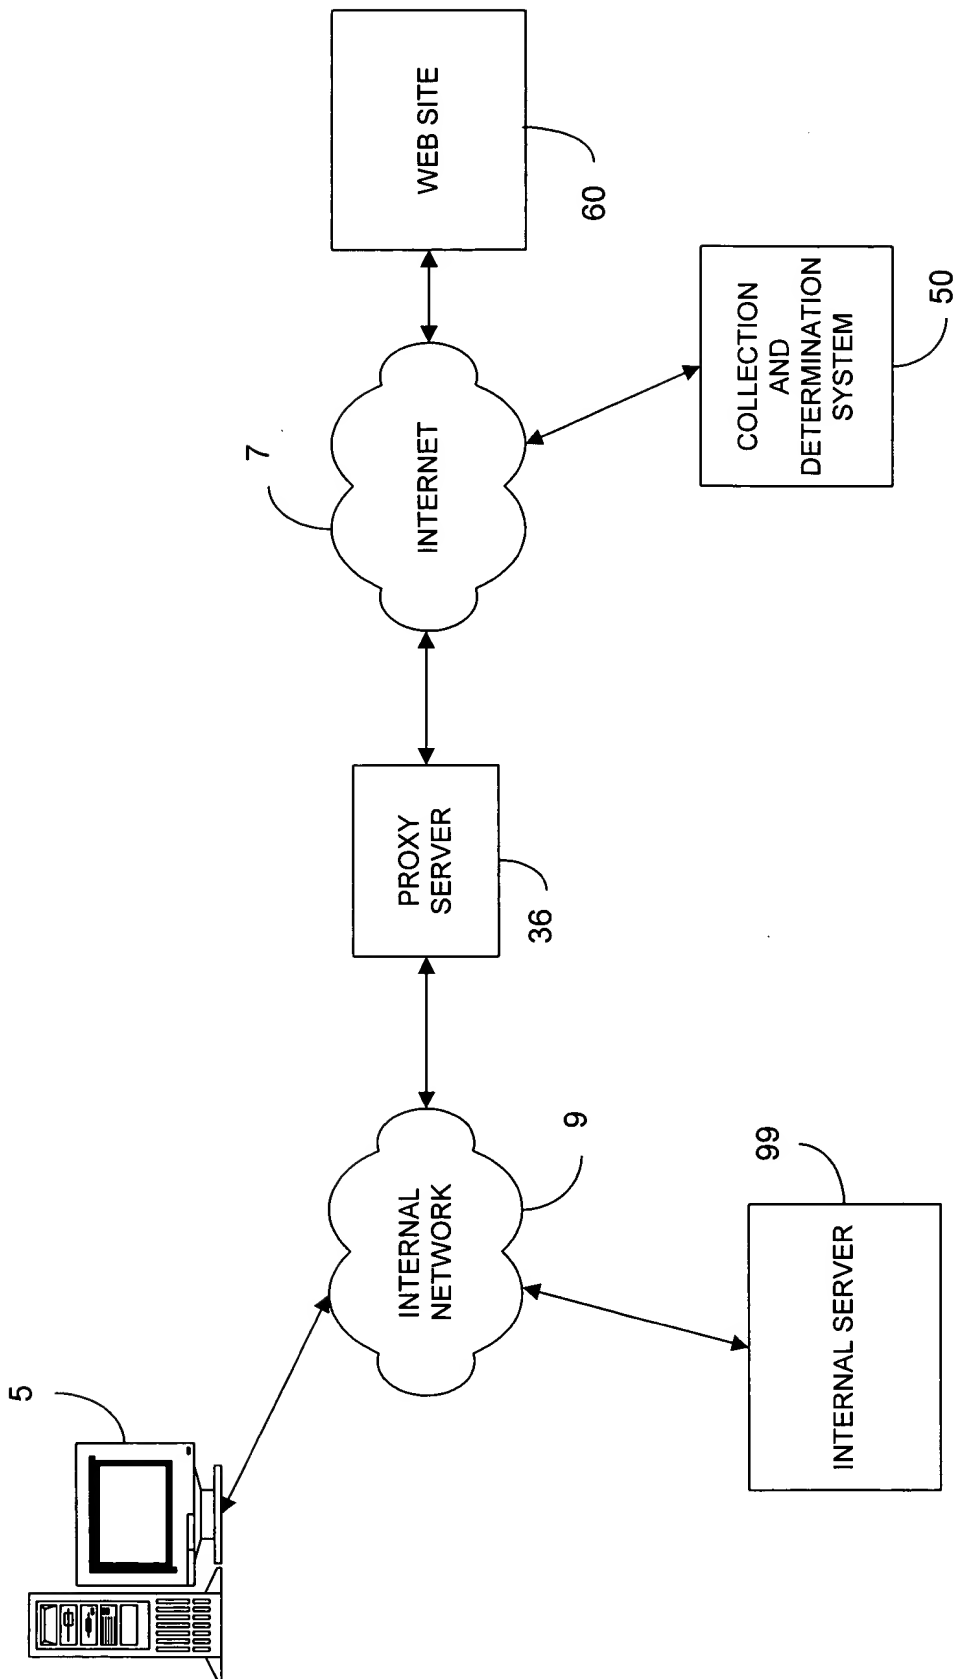 5
INTERNAL
NETWORK
9
INTERNAL SERVER
99
PROXY
SERVER
36
INTERNET
7
COLLECTION
AND
DETERMINATION
SYSTEM
50
WEB SITE
60